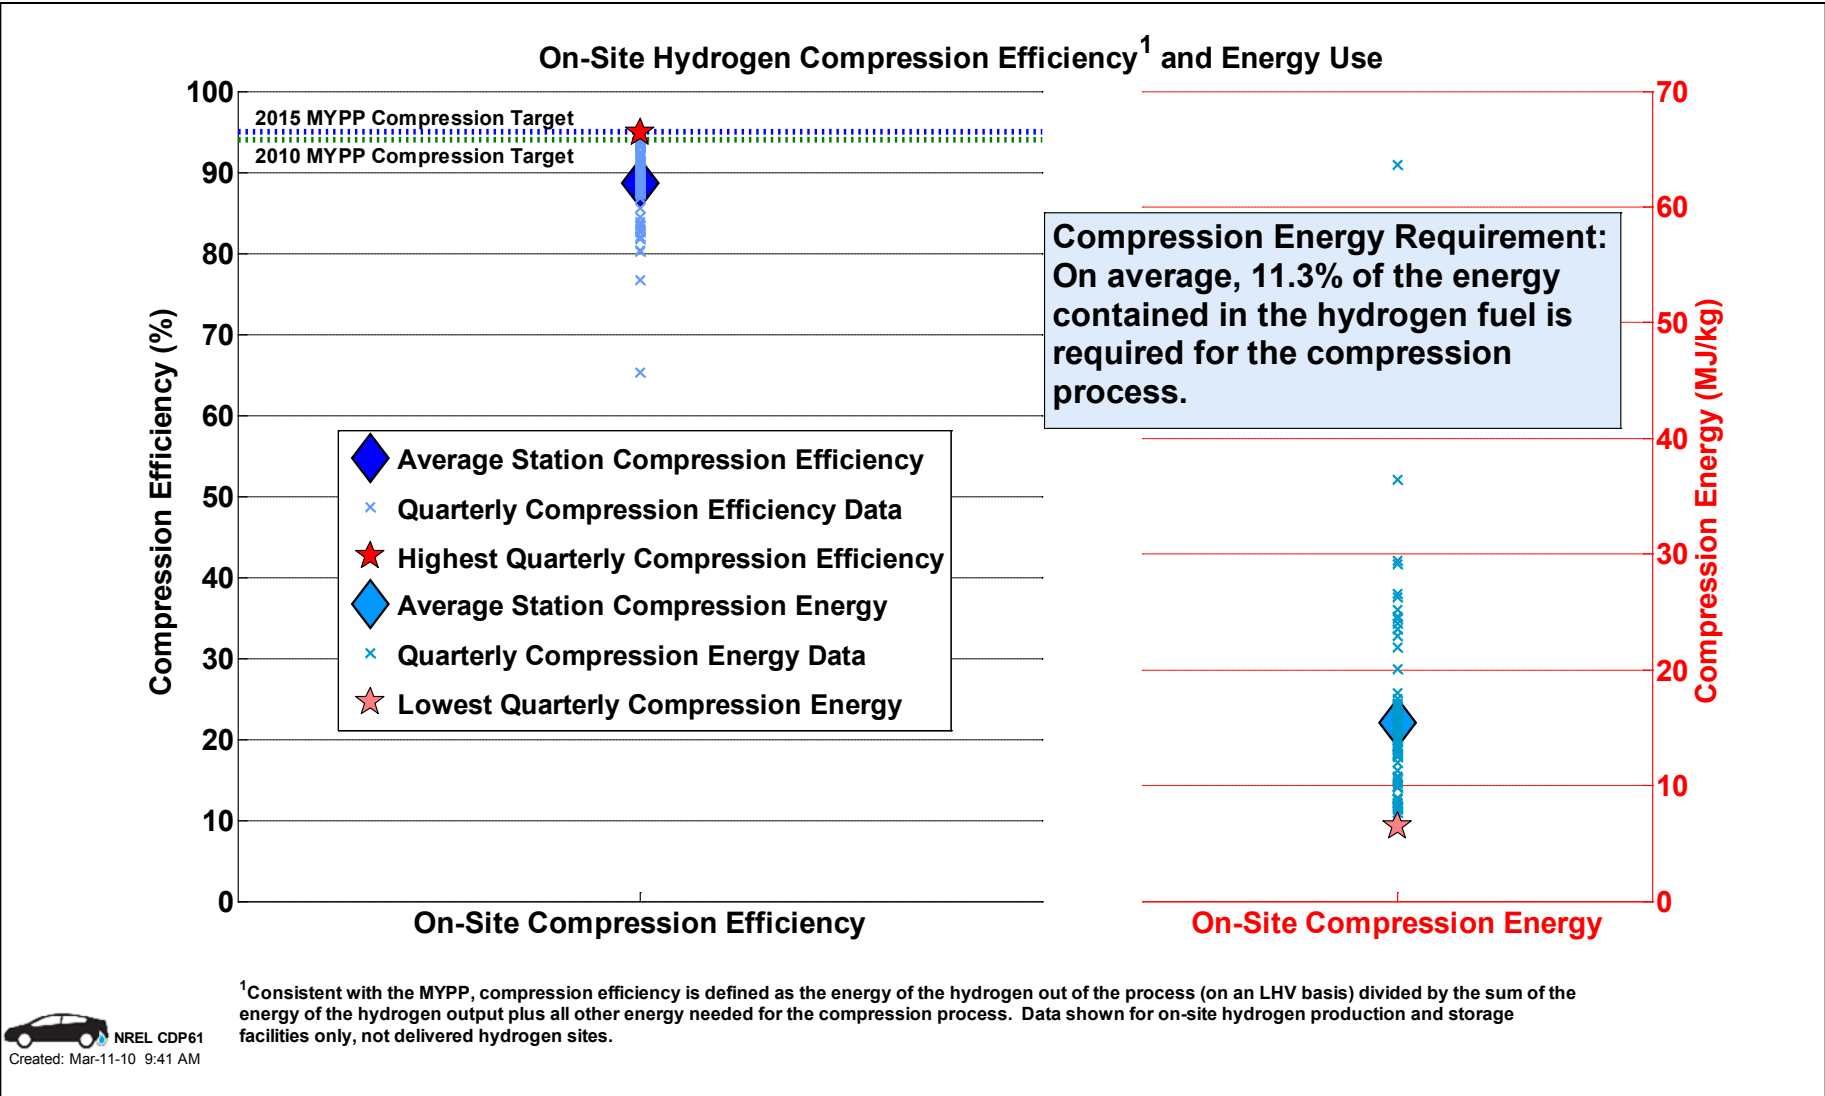 On-Site Hydrogen Compression Efficiency1 and Energy Use
100
90
80
70
60
50
40
30
20
10
0
Compression Efficiency (%)
2015 MYPP Compression Target
2010 MYPP Compression Target
Average Station Compression Efficiency
Quarterly Compression Efficiency Data
Highest Quarterly Compression Efficiency
Average Station Compression Energy
Quarterly Compression Energy Data
Lowest Quarterly Compression Energy
On-Site Compression Efficiency
Compression Energy Requirement:
On average, 11.3% of the energy
contained in the hydrogen fuel is
required for the compression
process.
70
60
50
40
30
20
10
0
Compression Energy (MJ/kg)
On-Site Compression Energy
1Consistent with the MYPP, compression efficiency is defined as the energy of the hydrogen out of the process (on an LHV basis) divided by the sum of the
energy of the hydrogen output plus all other energy needed for the compression process.  Data shown for on-site hydrogen production and storage
facilities only, not delivered hydrogen sites.
NREL CDP61
Created: Mar-11-10  9:41 AM